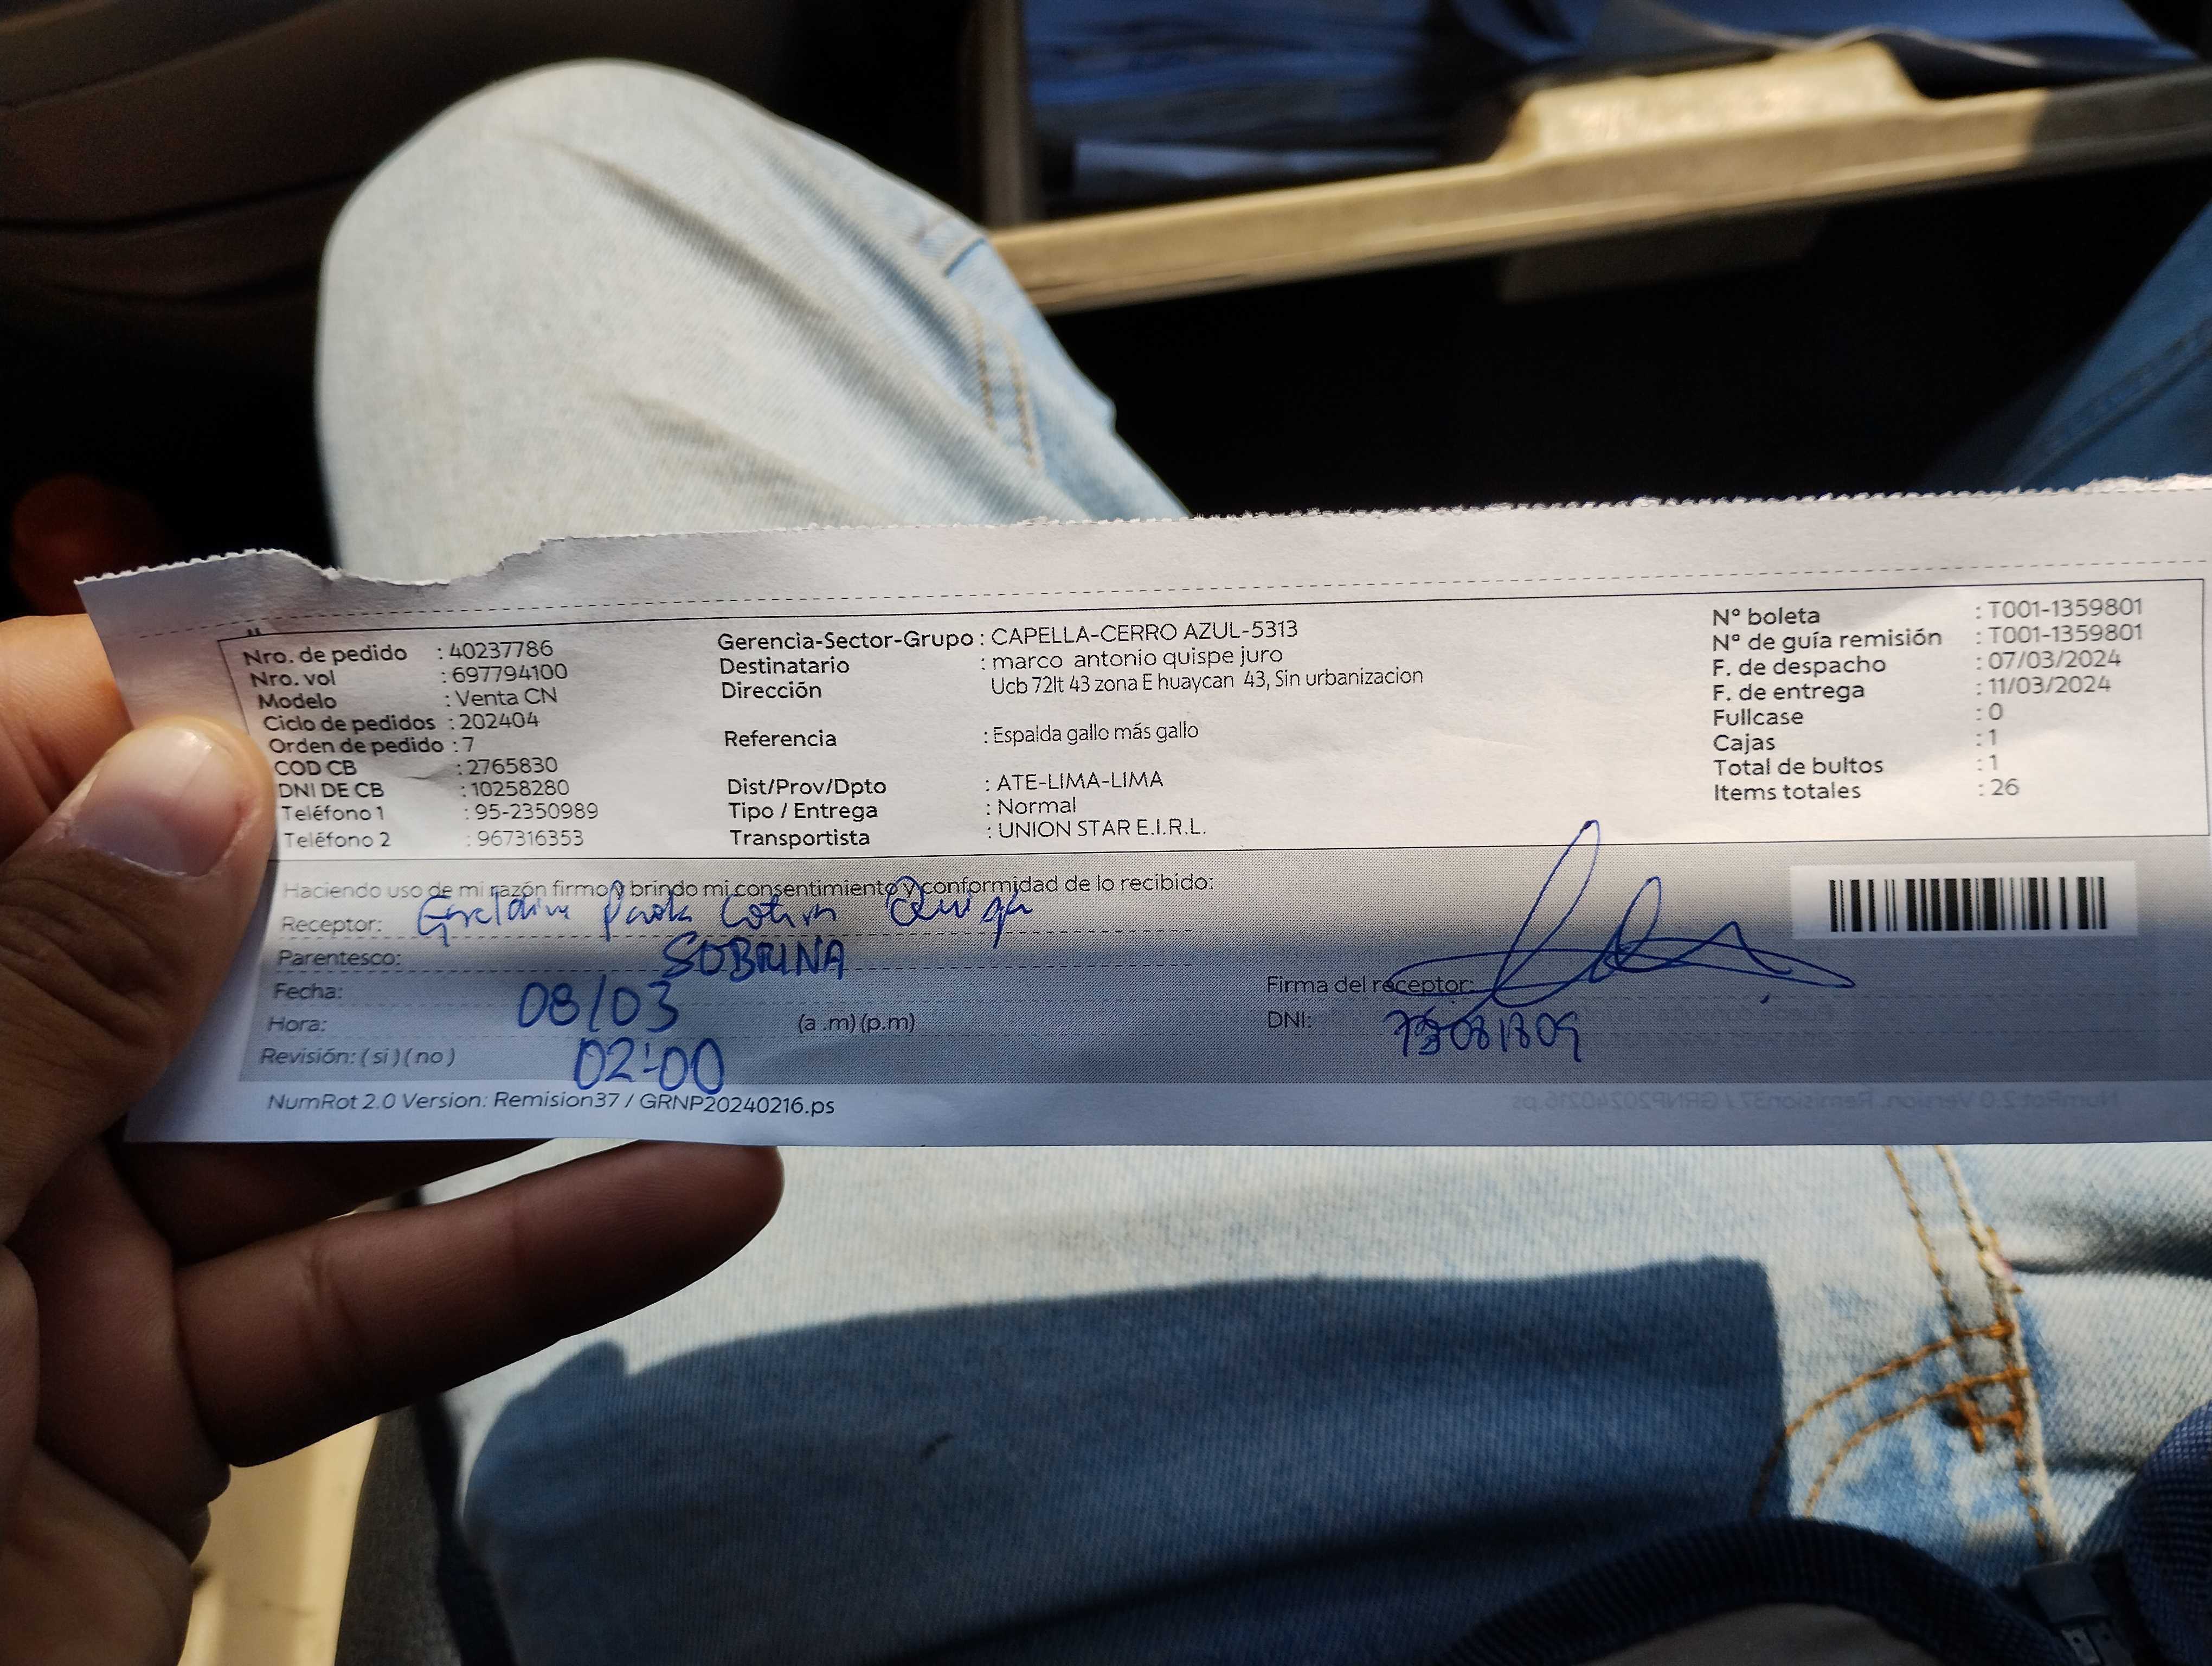 Nro. de pedido : 40237786
Nro. vol : 697794100
Modelo : Venta CN
Ciclo de pedidos : 202404
Orden de pedido : 7
COD CB : 2765830
DNI DE CB : 10258280
Teléfono 1 : 95-2350989
Teléfono 2 : 967316353
Gerencia-Sector-Grupo : CAPELLA-CERRO AZUL-5313
Destinatario : marco antonio quispe juro
Dirección Ucb 72lt 43 zona E huaycan 43, Sin urbanizacion
Referencia : Espalda gallo más gallo
Dist/Prov/Dpto : ATE-LIMA-LIMA
Tipo / Entrega : Normal
Transportista : UNION STAR E.I.R.L.
N° boleta : T001-1359801
N° de guía remisión : T001-1359801
F. de despacho : 07/03/2024
F. de entrega : 11/03/2024
Fullcase : 0
Cajas : 1
Total de bultos : 1
Items totales : 26
Haciendo uso de mi razón firmo y brindo mi consentimiento y conformidad de lo recibido:
Receptor: Paola
Parentesco: SOBRINA
Fecha: 08/03
Hora: (a .m) (p.m)
02:00
Revisión: ( si ) ( no )
Firma del receptor:
DNI:
NumRot 2.0 Version: Remision37 / GRNP20240216.ps